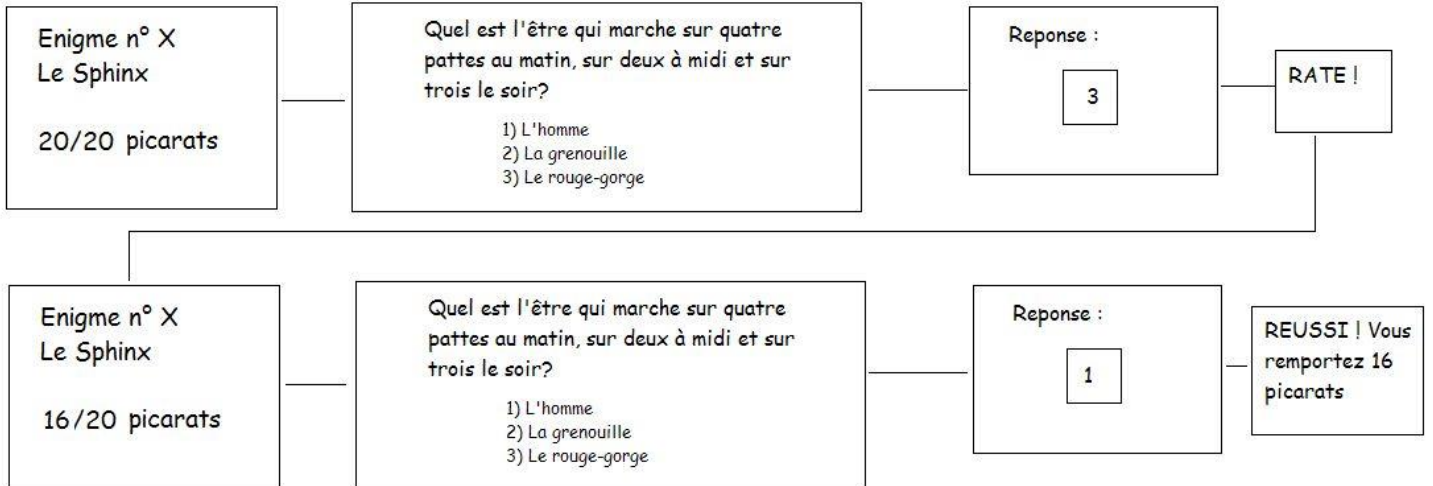 Enigme n° X
Le Sphinx
20/20 picarats
Quel est l'être qui marche sur quatre
pattes au matin, sur deux à midi et sur
trois le soir?
1) L'homme
2) La grenouille
3) Le rouge-gorge
Reponse :
3
RATE !
Enigme n° X
Le Sphinx
16/20 picarats
Quel est l'être qui marche sur quatre
pattes au matin, sur deux à midi et sur
trois le soir?
1) L'homme
2) La grenouille
3) Le rouge-gorge
Reponse :
1
REUSSI ! Vous
remportez 16
picarats